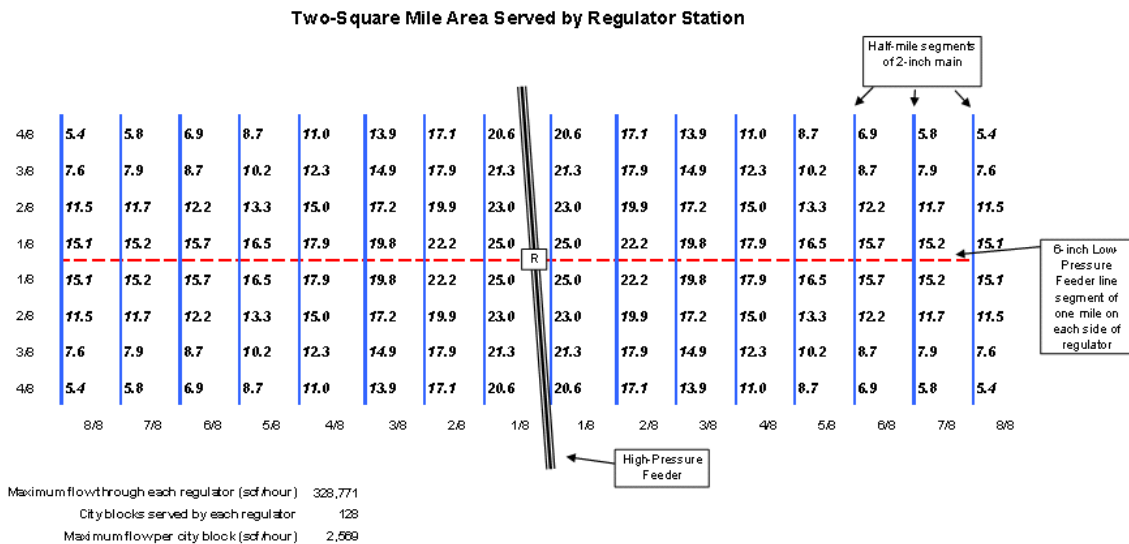 Two-Square Mile Area Served by Regulator Station
Half-mile segments
of 2-inch main
4/8 5.4 5.8 6.9 8.7 11.0 13.9 17.1 20.6 20.6 17.1 13.9 11.0 8.7 6.9 5.8 5.4
3/8 7.6 7.9 8.7 10.2 12.3 14.9 17.9 21.3 21.3 17.9 14.9 12.3 10.2 8.7 7.9 7.6
2/8 11.5 11.7 12.2 13.3 15.0 17.2 19.9 23.0 23.0 19.9 17.2 15.0 13.3 12.2 11.7 11.5
1/8 15.1 15.2 15.7 16.5 17.9 19.8 22.2 25.0 25.0 22.2 19.8 17.9 16.5 15.7 15.2 15.1
R
1/8 15.1 15.2 15.7 16.5 17.9 19.8 22.2 25.0 25.0 22.2 19.8 17.9 16.5 15.7 15.2 15.1
2/8 11.5 11.7 12.2 13.3 15.0 17.2 19.9 23.0 23.0 19.9 17.2 15.0 13.3 12.2 11.7 11.5
3/8 7.6 7.9 8.7 10.2 12.3 14.9 17.9 21.3 21.3 17.9 14.9 12.3 10.2 8.7 7.9 7.6
4/8 5.4 5.8 6.9 8.7 11.0 13.9 17.1 20.6 20.6 17.1 13.9 11.0 8.7 6.9 5.8 5.4
8/8 7/8 6/8 5/8 4/8 3/8 2/8 1/8 1/8 2/8 3/8 4/8 5/8 6/8 7/8 8/8
6-inch Low-
Pressure
Feeder line
segment of
one mile on
each side of
regulator
High-Pressure
Feeder
Maximum flow through each regulator (scf/hour) 328,771
City blocks served by each regulator 128
Maximum flow per city block (scf/hour) 2,569